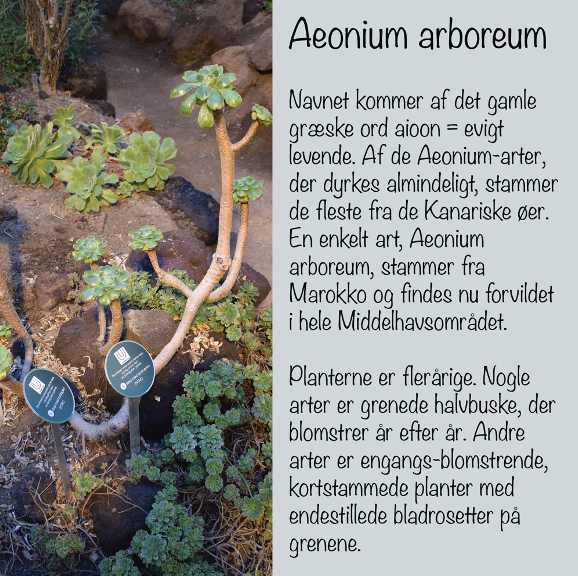 Aeonium arboreum
Navnet kommer af det gamle
græske ord aioon = evigt
levende. Af de Aeonium-arter,
der dyrkes almindeligt, stammer
de fleste fra de Kanariske øer.
En enkelt art, Aeonium
arboreum, stammer fra
Marokko og findes nu forvildet
i hele Middelhavsområdet.
Planterne er flerårige. Nogle
arter er grenede halvbuske, der
blomstrer år efter år. Andre
arter er engangs-blomstrende,
kortstammede planter med
endestillede bladrosetter på
grenene.